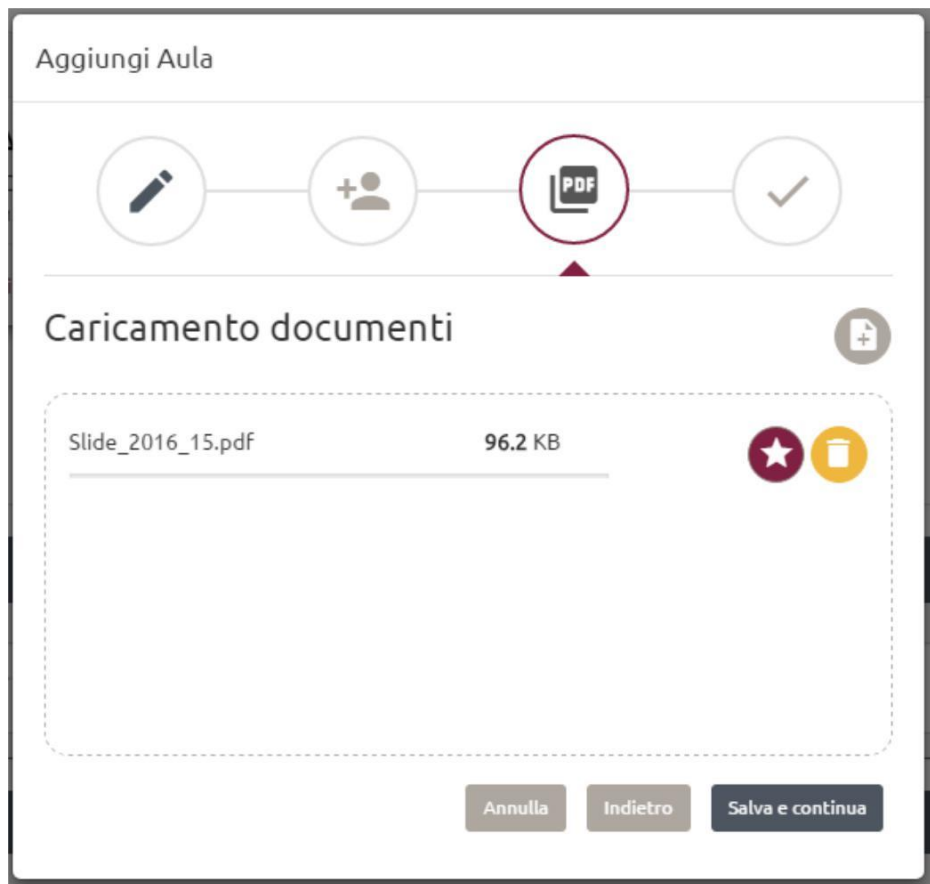 Aggiungi Aula
PDF
Caricamento documenti
Slide_2016_15.pdf 96.2 KB
Annulla Indietro Salva e continua